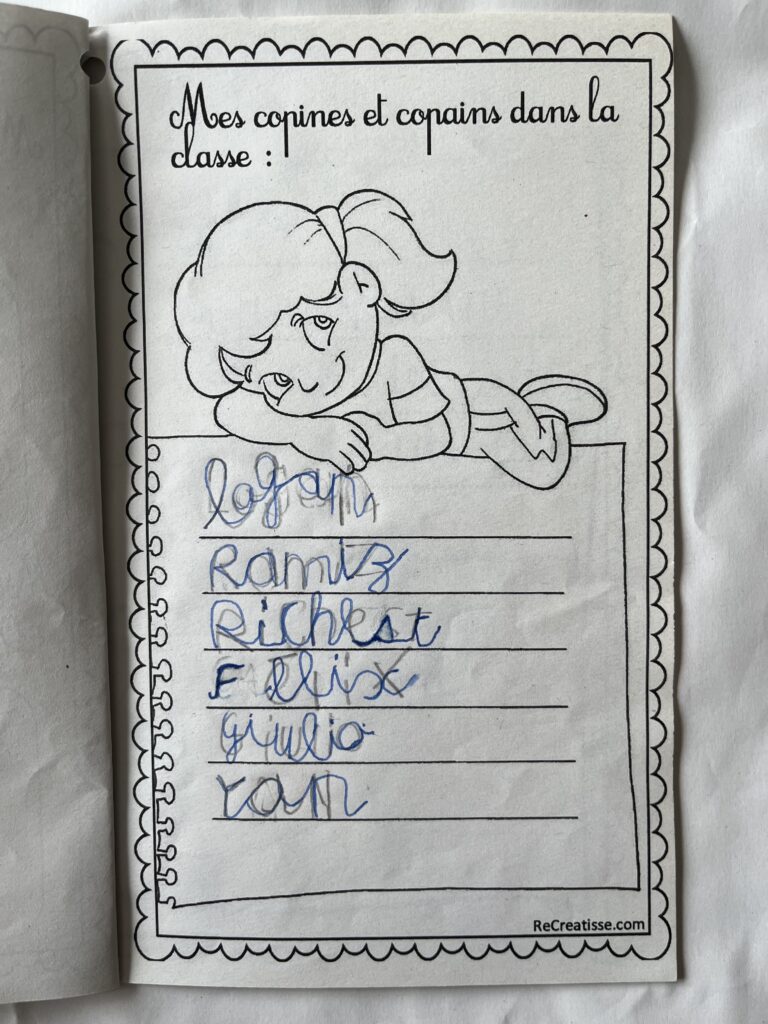 Mes copines et copains dans la
classe :
logan
Ramiz
Richest
Félix
giulio
Yan
ReCreatisse.com